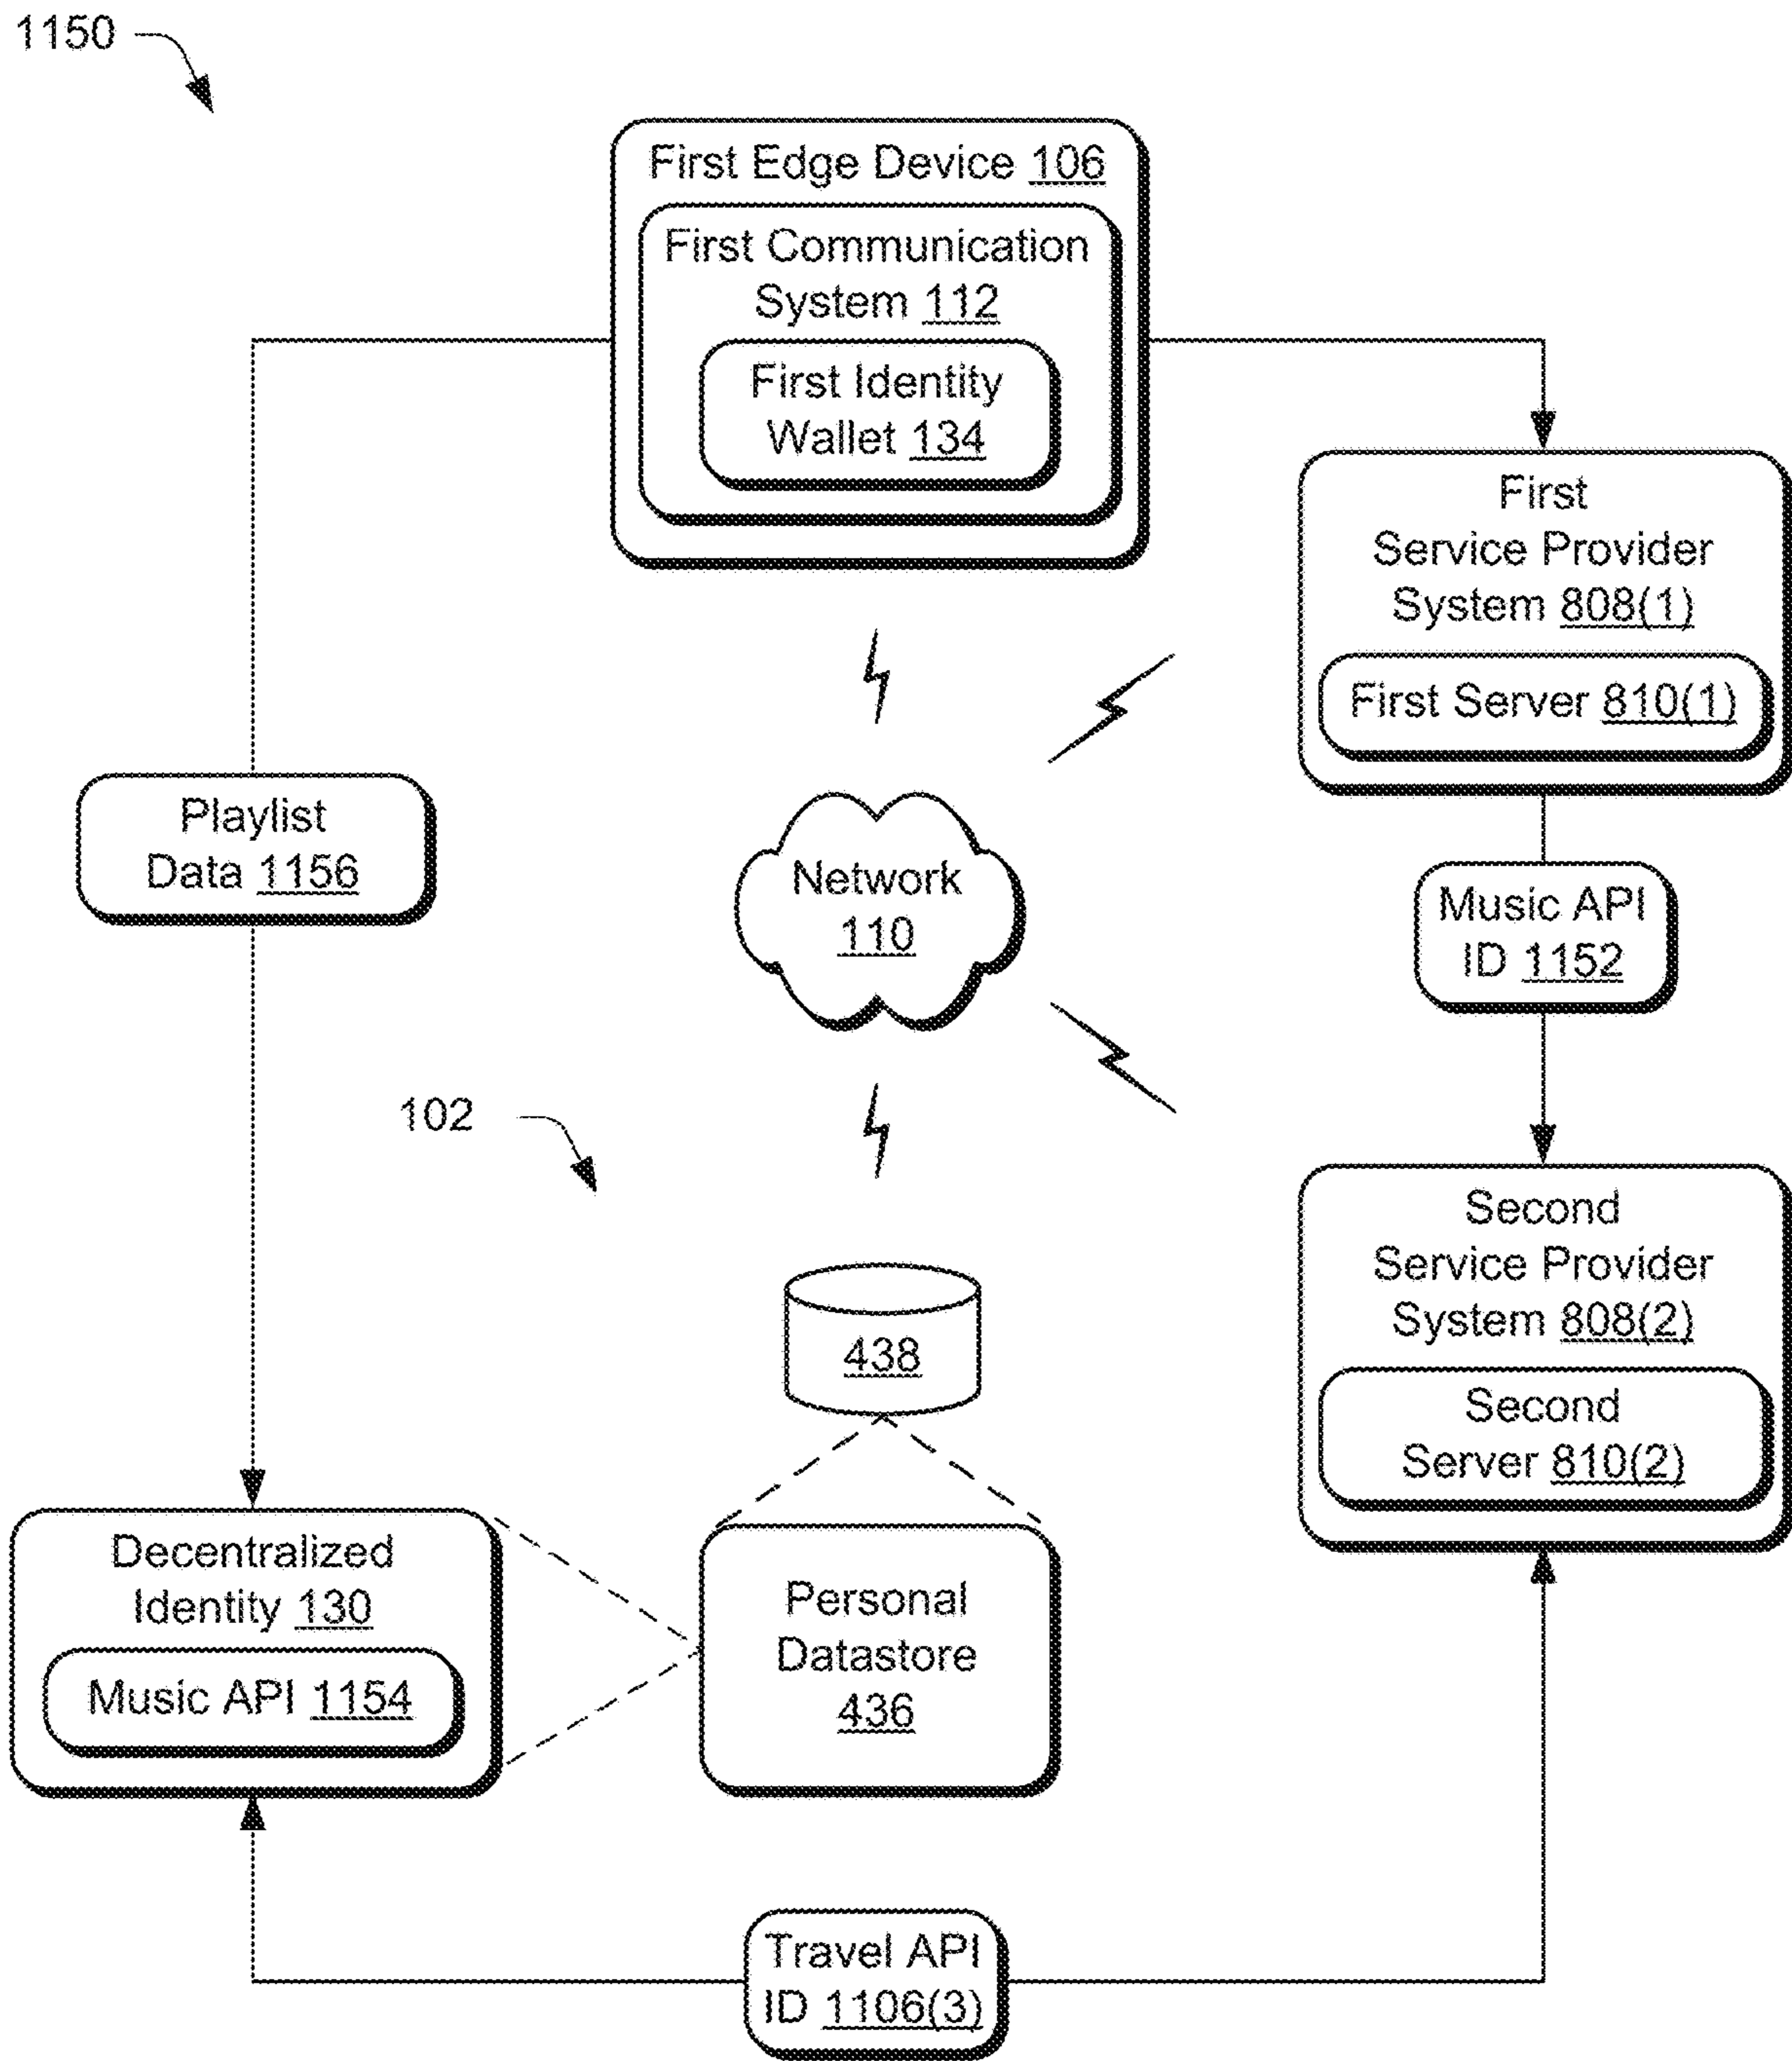 1150
First Edge Device 106
First Communication
System 112
First Identity
Wallet 134
First
Service Provider
System 808(1)
First Server 810(1)
Playlist
Data 1156
Network
110
Music API
ID 1152
102
Second
Service Provider
System 808(2)
Second
Server 810(2)
438
Decentralized
Identity 130
Music API 1154
Personal
Datastore
436
Travel API
ID 1106(3)